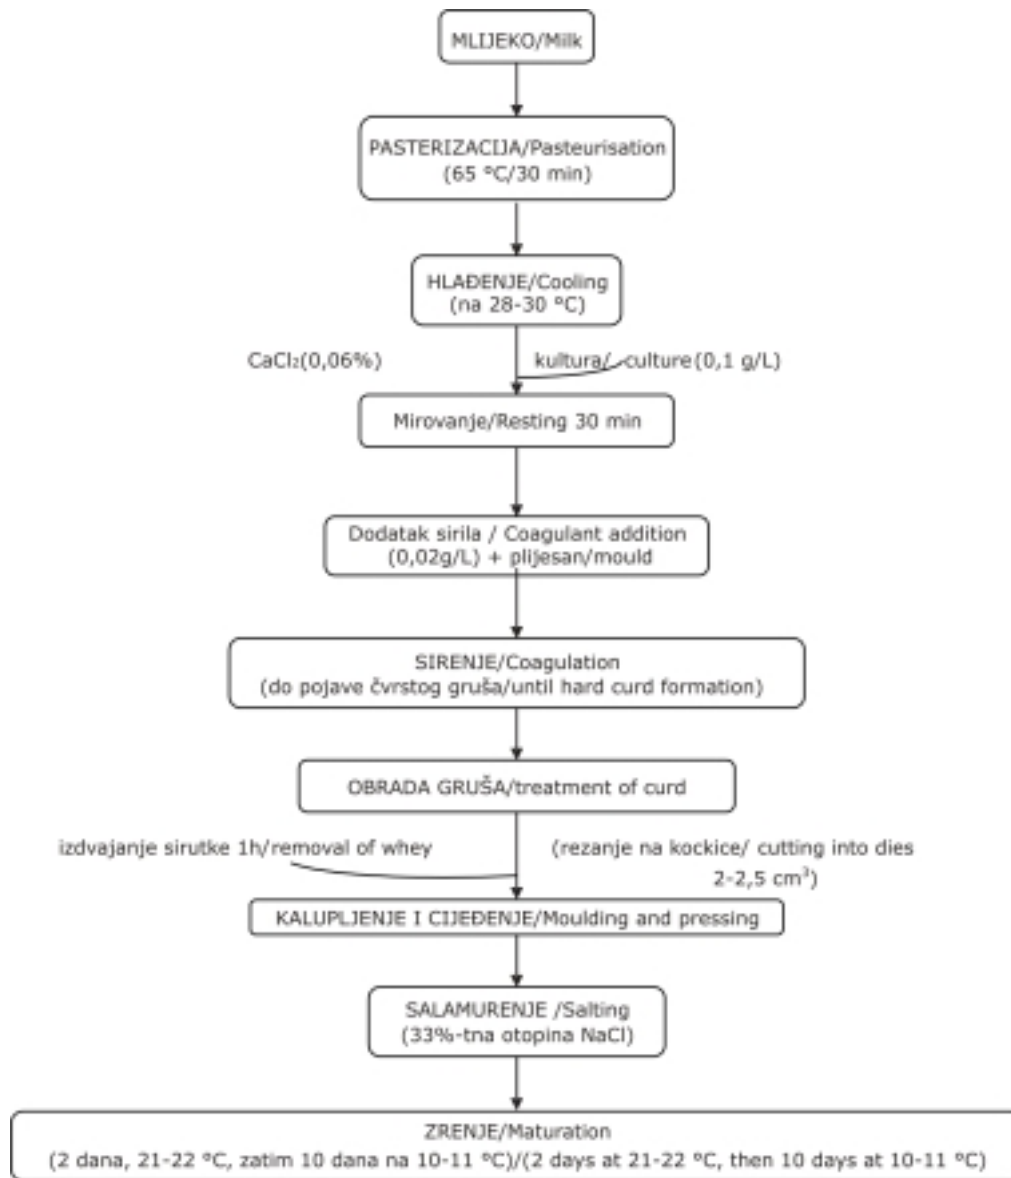 MLIJEKO/Milk
PASTERIZACIJA/Pasteurisation
(65 °C/30 min)
HLAĐENJE/Cooling
(na 28-30 °C)
CaCl₂(0,06%)
kultura/ culture(0,1 g/L)
Mirovanje/Resting 30 min
Dodatak sirila / Coagulant addition
(0,02g/L) + plijesan/mould
SIRENJE/Coagulation
(do pojave čvrstog gruša/until hard curd formation)
OBRADA GRUŠA/treatment of curd
izdvajanje sirutke 1h/removal of whey
(rezanje na kockice/ cutting into dies
2-2,5 cm³)
KALUPLJENJE I CIJEĐENJE/Moulding and pressing
SALAMURENJE /Salting
(33%-tna otopina NaCl)
ZRENJE/Maturation
(2 dana, 21-22 °C, zatim 10 dana na 10-11 °C)/(2 days at 21-22 °C, then 10 days at 10-11 °C)